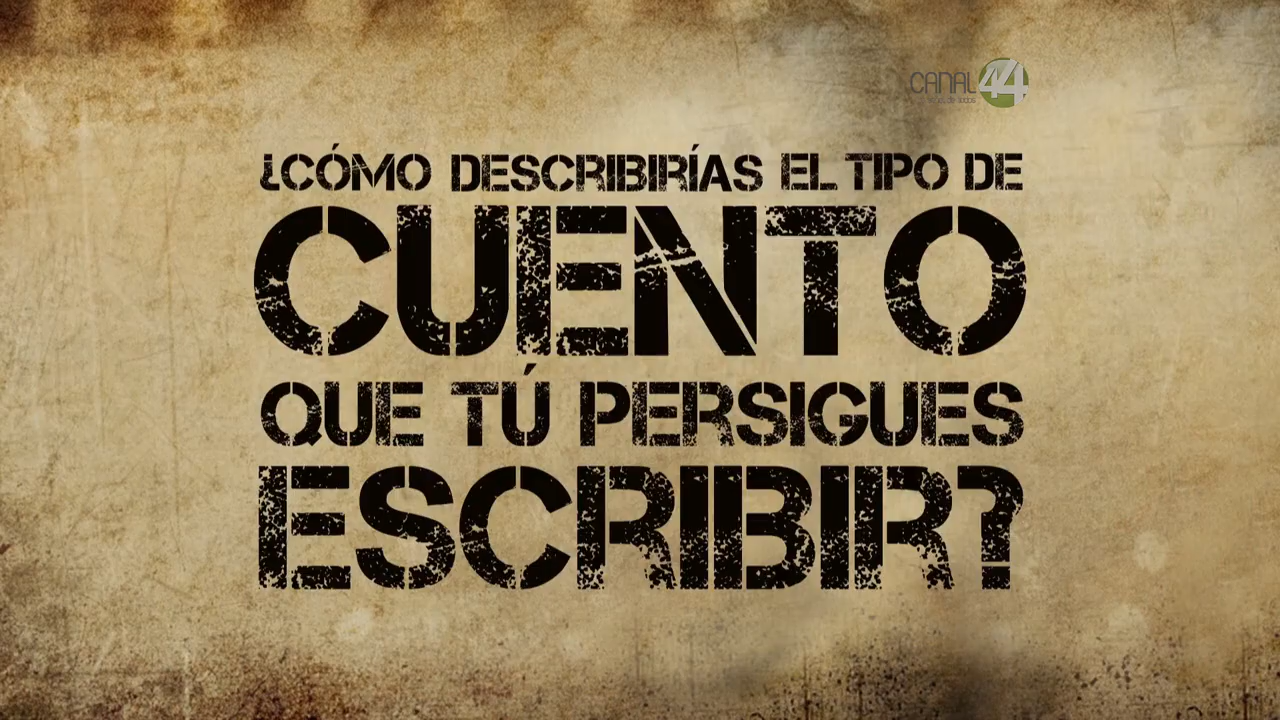 CANAL 44
¿CÓMO DESCRIBIRÍAS EL TIPO DE
CUENTO
QUE TÚ PERSIGUES
ESCRIBIR?